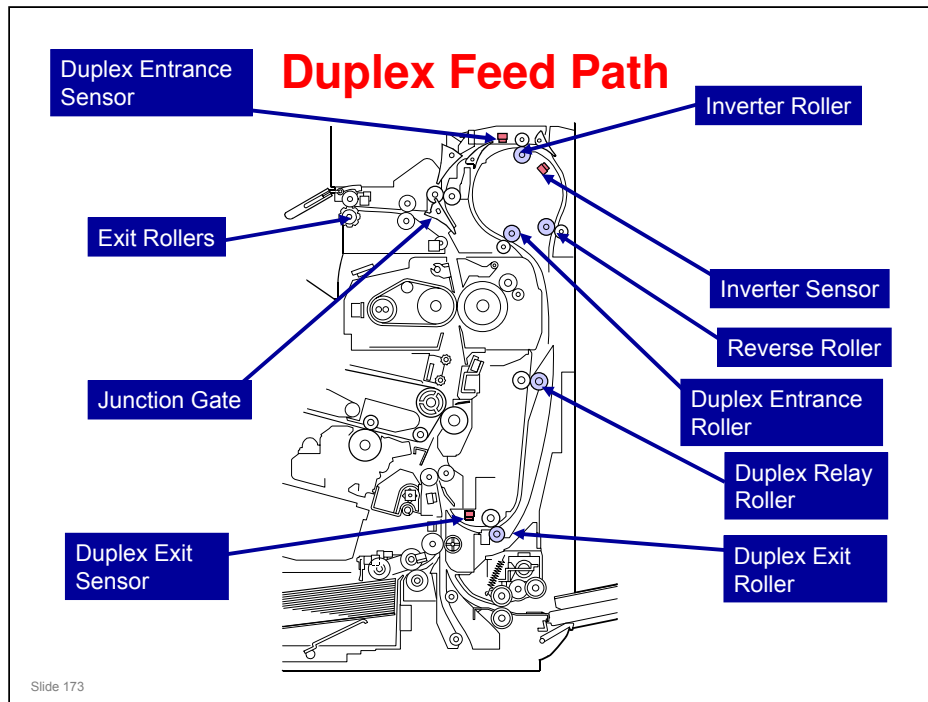 Duplex Feed Path
Duplex Entrance
Sensor
Inverter Roller
Exit Rollers
Inverter Sensor
Reverse Roller
Junction Gate
Duplex Entrance
Roller
Duplex Relay
Roller
Duplex Exit
Sensor
Duplex Exit
Roller
Slide 173